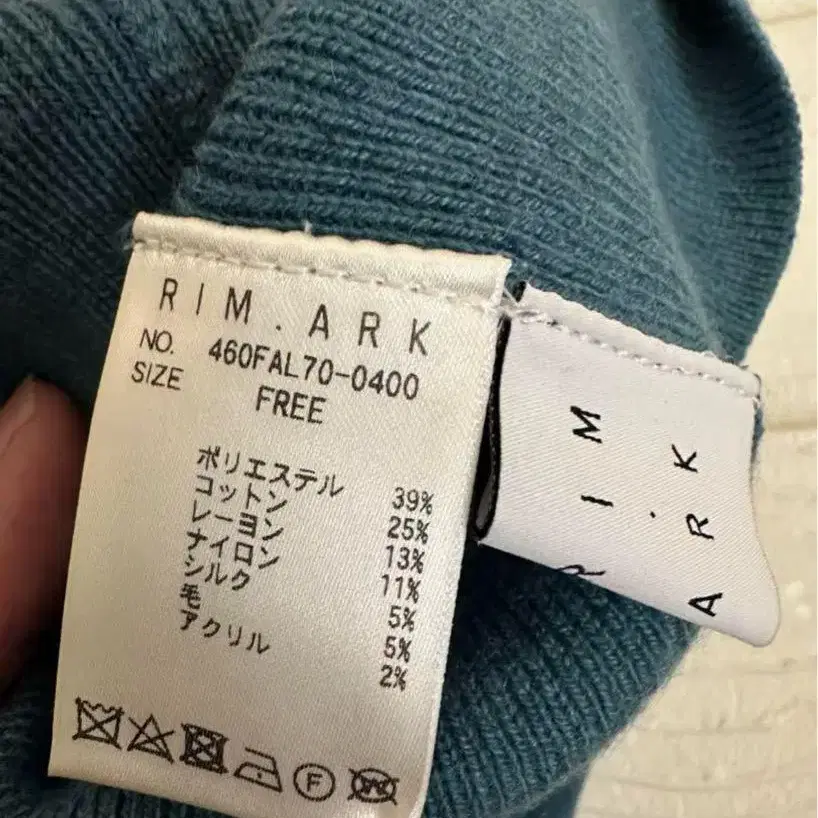 RIM.ARK
NO. 460FAL70-0400
SIZE FREE
ポリエステル 39%
コットン 25%
レーヨン 13%
ナイロン 11%
シルク 5%
毛 5%
アクリル 2%
F
W
RIM.
ARK